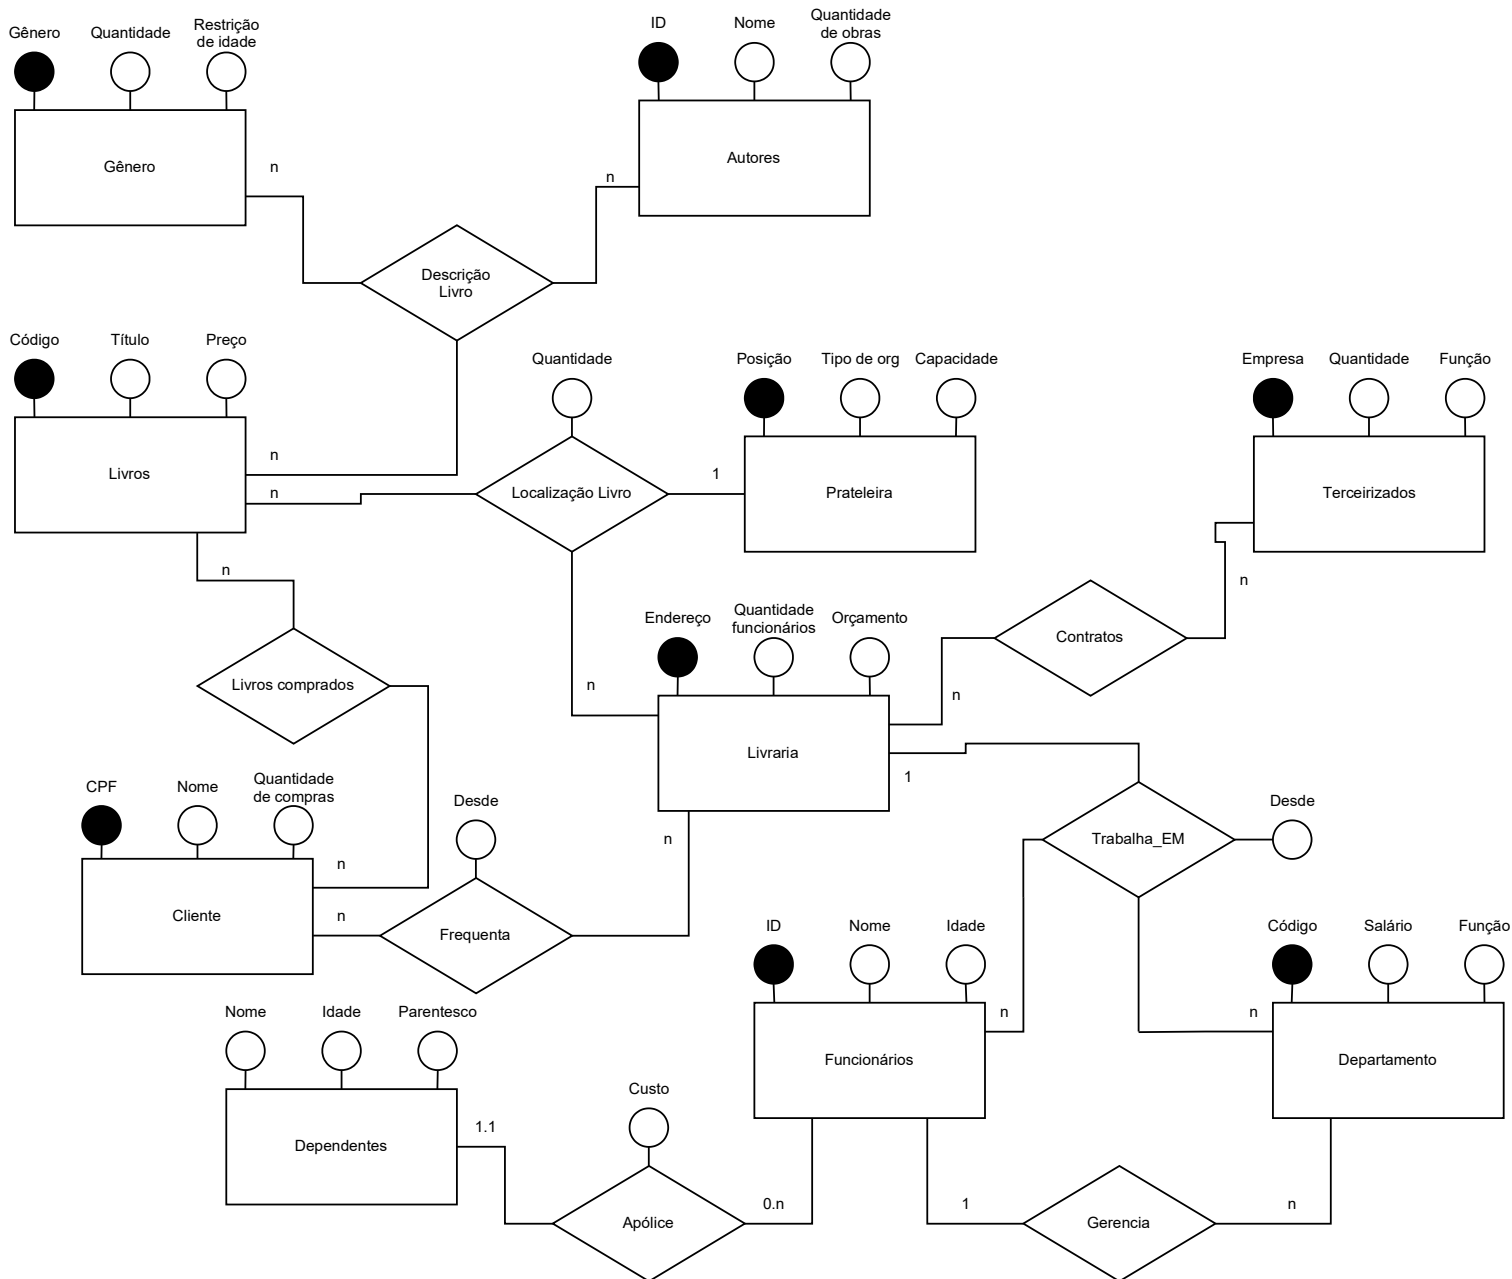 Gênero
Quantidade
Restrição
de idade
Gênero
n
ID
Nome
Quantidade
de obras
Autores
n
Descrição
Livro
Código
Título
Preço
Livros
n
n
n
Quantidade
Localização Livro
1
n
Posição
Tipo de org
Capacidade
Prateleira
Empresa
Quantidade
Função
Terceirizados
n
Contratos
n
Endereço
Quantidade
funcionários
Orçamento
Livraria
1
n
Livros comprados
CPF
Nome
Quantidade
de compras
Cliente
n
n
Desde
Frequenta
Trabalha_EM
Desde
ID
Nome
Idade
Funcionários
n
Código
Salário
Função
Departamento
n
Nome
Idade
Parentesco
Dependentes
1.1
Custo
Apólice
0.n
1
Gerencia
n